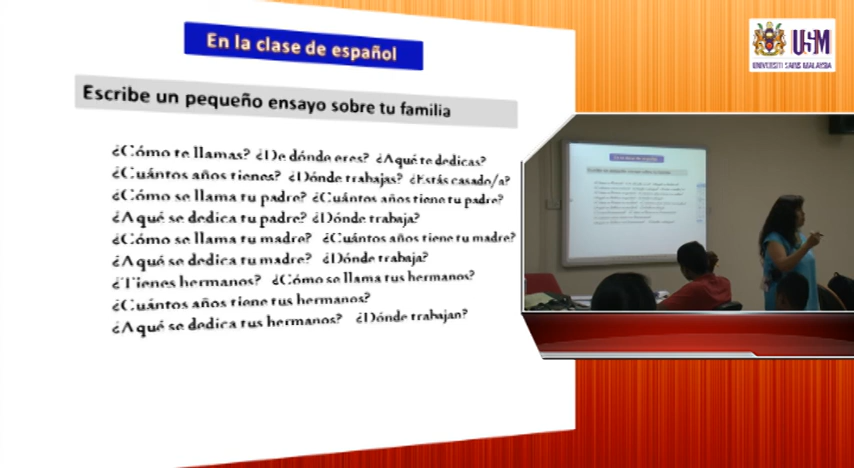 En la clase de español
Escribe un pequeño ensayo sobre tu familia
¿Cómo te llamas? ¿De dónde eres? ¿Aqué te dedicas?
¿Cuántos años tienes? ¿Dónde trabajas? ¿Estás casado/a?
¿Cómo se llama tu padre? ¿Cuántos años tiene tu padre?
¿Aqué se dedica tu padre? ¿Dónde trabaja?
¿Cómo se llama tu madre? ¿Cuántos años tiene tu madre?
¿Aqué se dedica tu madre? ¿Dónde trabaja?
¿Tienes hermanos? ¿Cómo se llama tus hermanos?
¿Cuántos años tiene tus hermanos?
¿Aqué se dedica tus hermanos? ¿Dónde trabajan?
USM
UNIVERSITI SAINS MALAYSIA